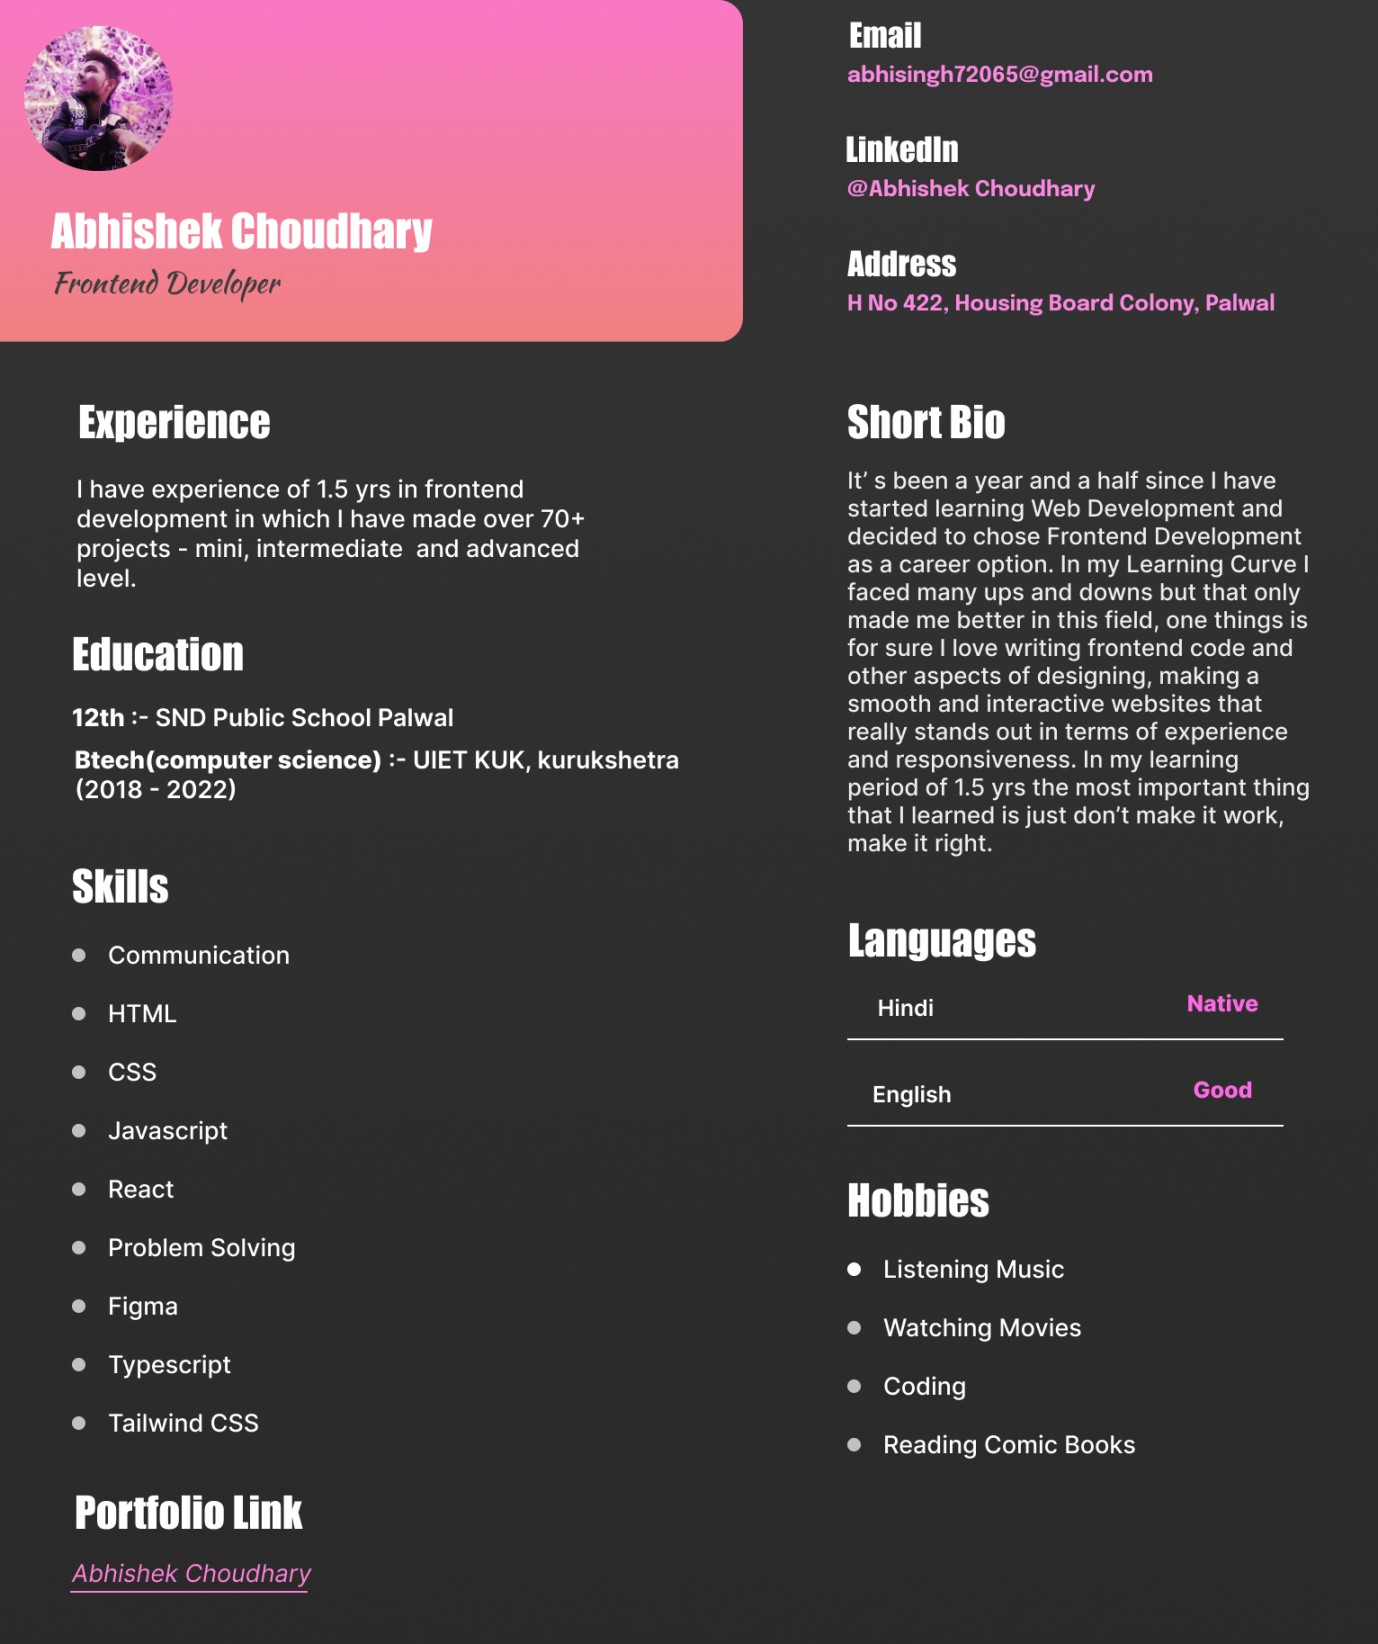 Abhishek Choudhary
Frontend Developer
Email
abhisingh72065@gmail.com
LinkedIn
@Abhishek Choudhary
Address
H No 422, Housing Board Colony, Palwal
Experience
I have experience of 1.5 yrs in frontend
development in which I have made over 70+
projects - mini, intermediate  and advanced
level.
Education
12th :- SND Public School Palwal
Btech(computer science) :- UIET KUK, kurukshetra
(2018 - 2022)
Skills
Communication
HTML
CSS
Javascript
React
Problem Solving
Figma
Typescript
Tailwind CSS
Portfolio Link
Abhishek Choudhary
Short Bio
It’ s been a year and a half since I have
started learning Web Development and
decided to chose Frontend Development
as a career option. In my Learning Curve I
faced many ups and downs but that only
made me better in this field, one things is
for sure I love writing frontend code and
other aspects of designing, making a
smooth and interactive websites that
really stands out in terms of experience
and responsiveness. In my learning
period of 1.5 yrs the most important thing
that I learned is just don’t make it work,
make it right.
Languages
Hindi Native
English Good
Hobbies
Listening Music
Watching Movies
Coding
Reading Comic Books